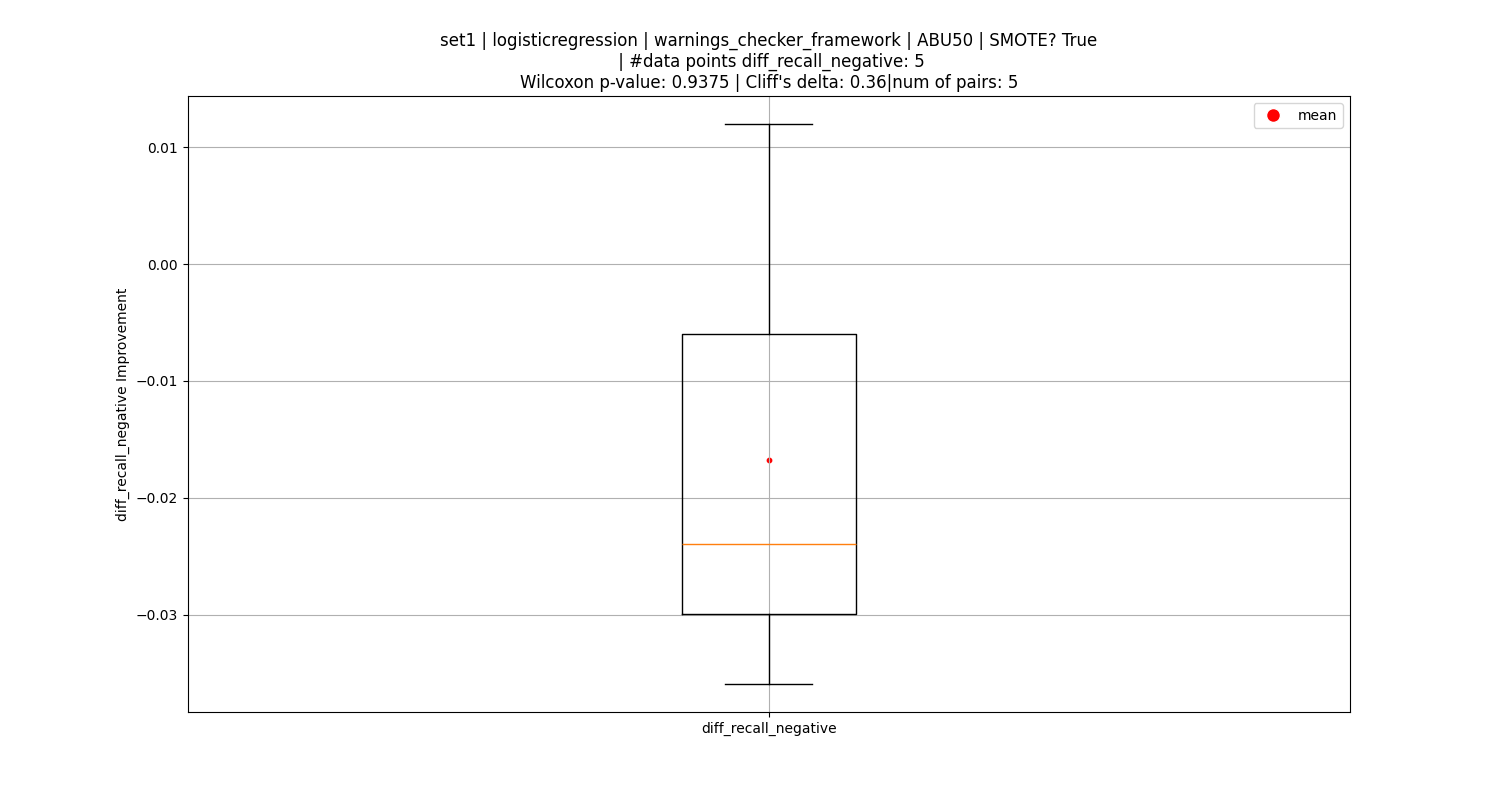 set1 | logisticregression | warnings_checker_framework | ABU50 | SMOTE? True
| #data points diff_recall_negative: 5
Wilcoxon p-value: 0.9375 | Cliff's delta: 0.36|num of pairs: 5
mean
0.01
0.00
−0.01
−0.02
−0.03
diff_recall_negative Improvement
diff_recall_negative